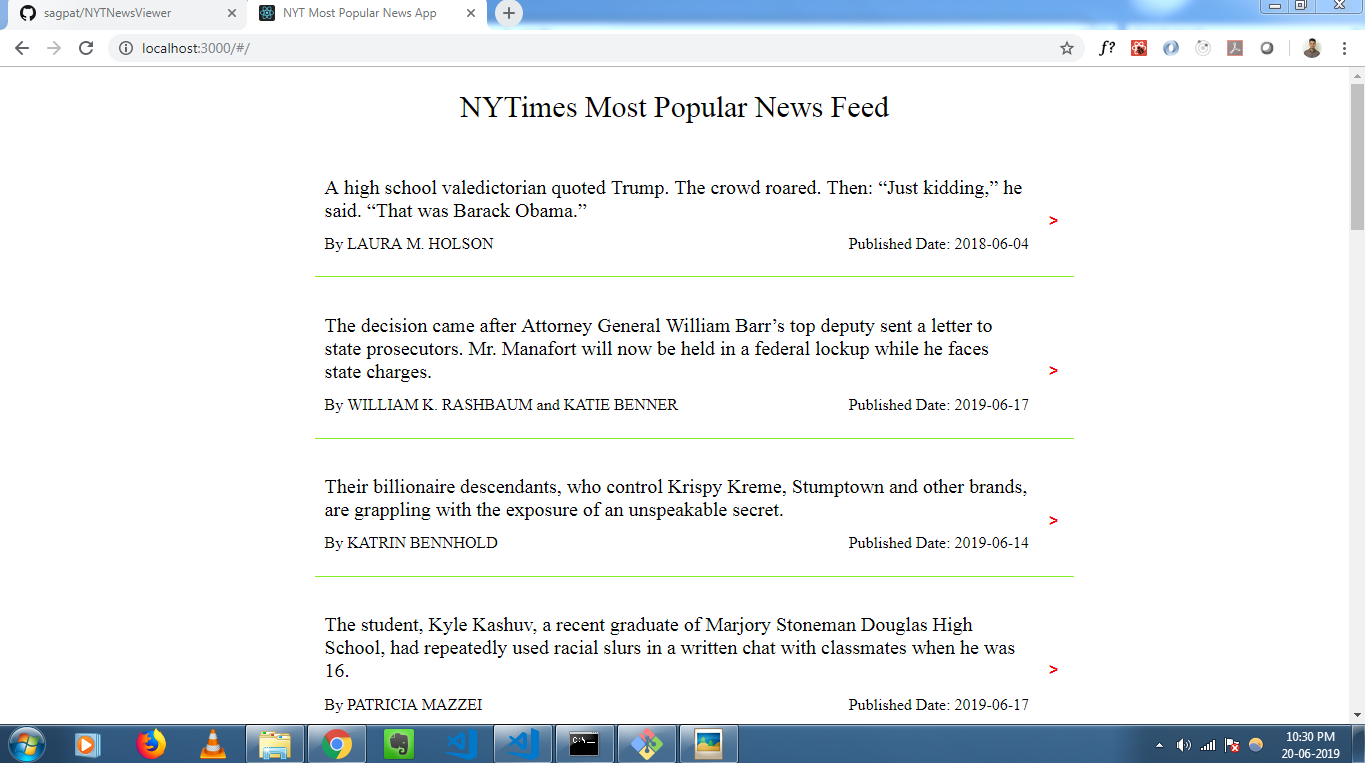 sagpat/NYTNewsViewer
NYT Most Popular News App
localhost:3000/#/
f?
NYTimes Most Popular News Feed
A high school valedictorian quoted Trump. The crowd roared. Then: “Just kidding,” he
said. “That was Barack Obama.”
>
By LAURA M. HOLSON
Published Date: 2018-06-04
The decision came after Attorney General William Barr’s top deputy sent a letter to
state prosecutors. Mr. Manafort will now be held in a federal lockup while he faces
state charges.
>
By WILLIAM K. RASHBAUM and KATIE BENNER
Published Date: 2019-06-17
Their billionaire descendants, who control Krispy Kreme, Stumptown and other brands,
are grappling with the exposure of an unspeakable secret.
>
By KATRIN BENNHOLD
Published Date: 2019-06-14
The student, Kyle Kashuv, a recent graduate of Marjory Stoneman Douglas High
School, had repeatedly used racial slurs in a written chat with classmates when he was
16.
>
By PATRICIA MAZZEI
Published Date: 2019-06-17
C:\_
10:30 PM
20-06-2019